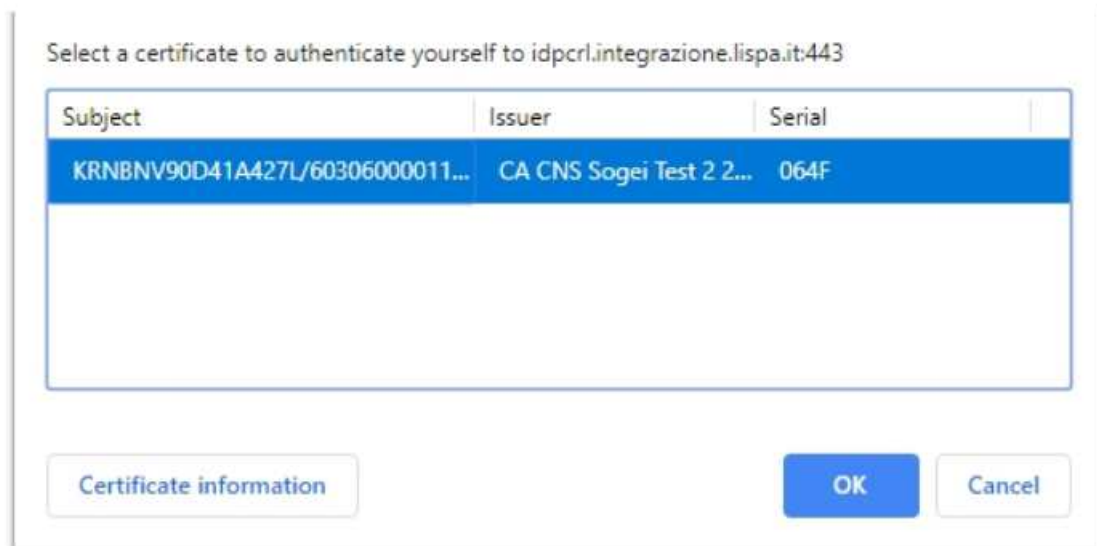 Select a certificate to authenticate yourself to idpcrl.integrazione.lispa.it:443
Subject Issuer Serial
KRNBNV90D41A427L/60306000011... CA CNS Sogei Test 2 2... 064F
Certificate information OK Cancel